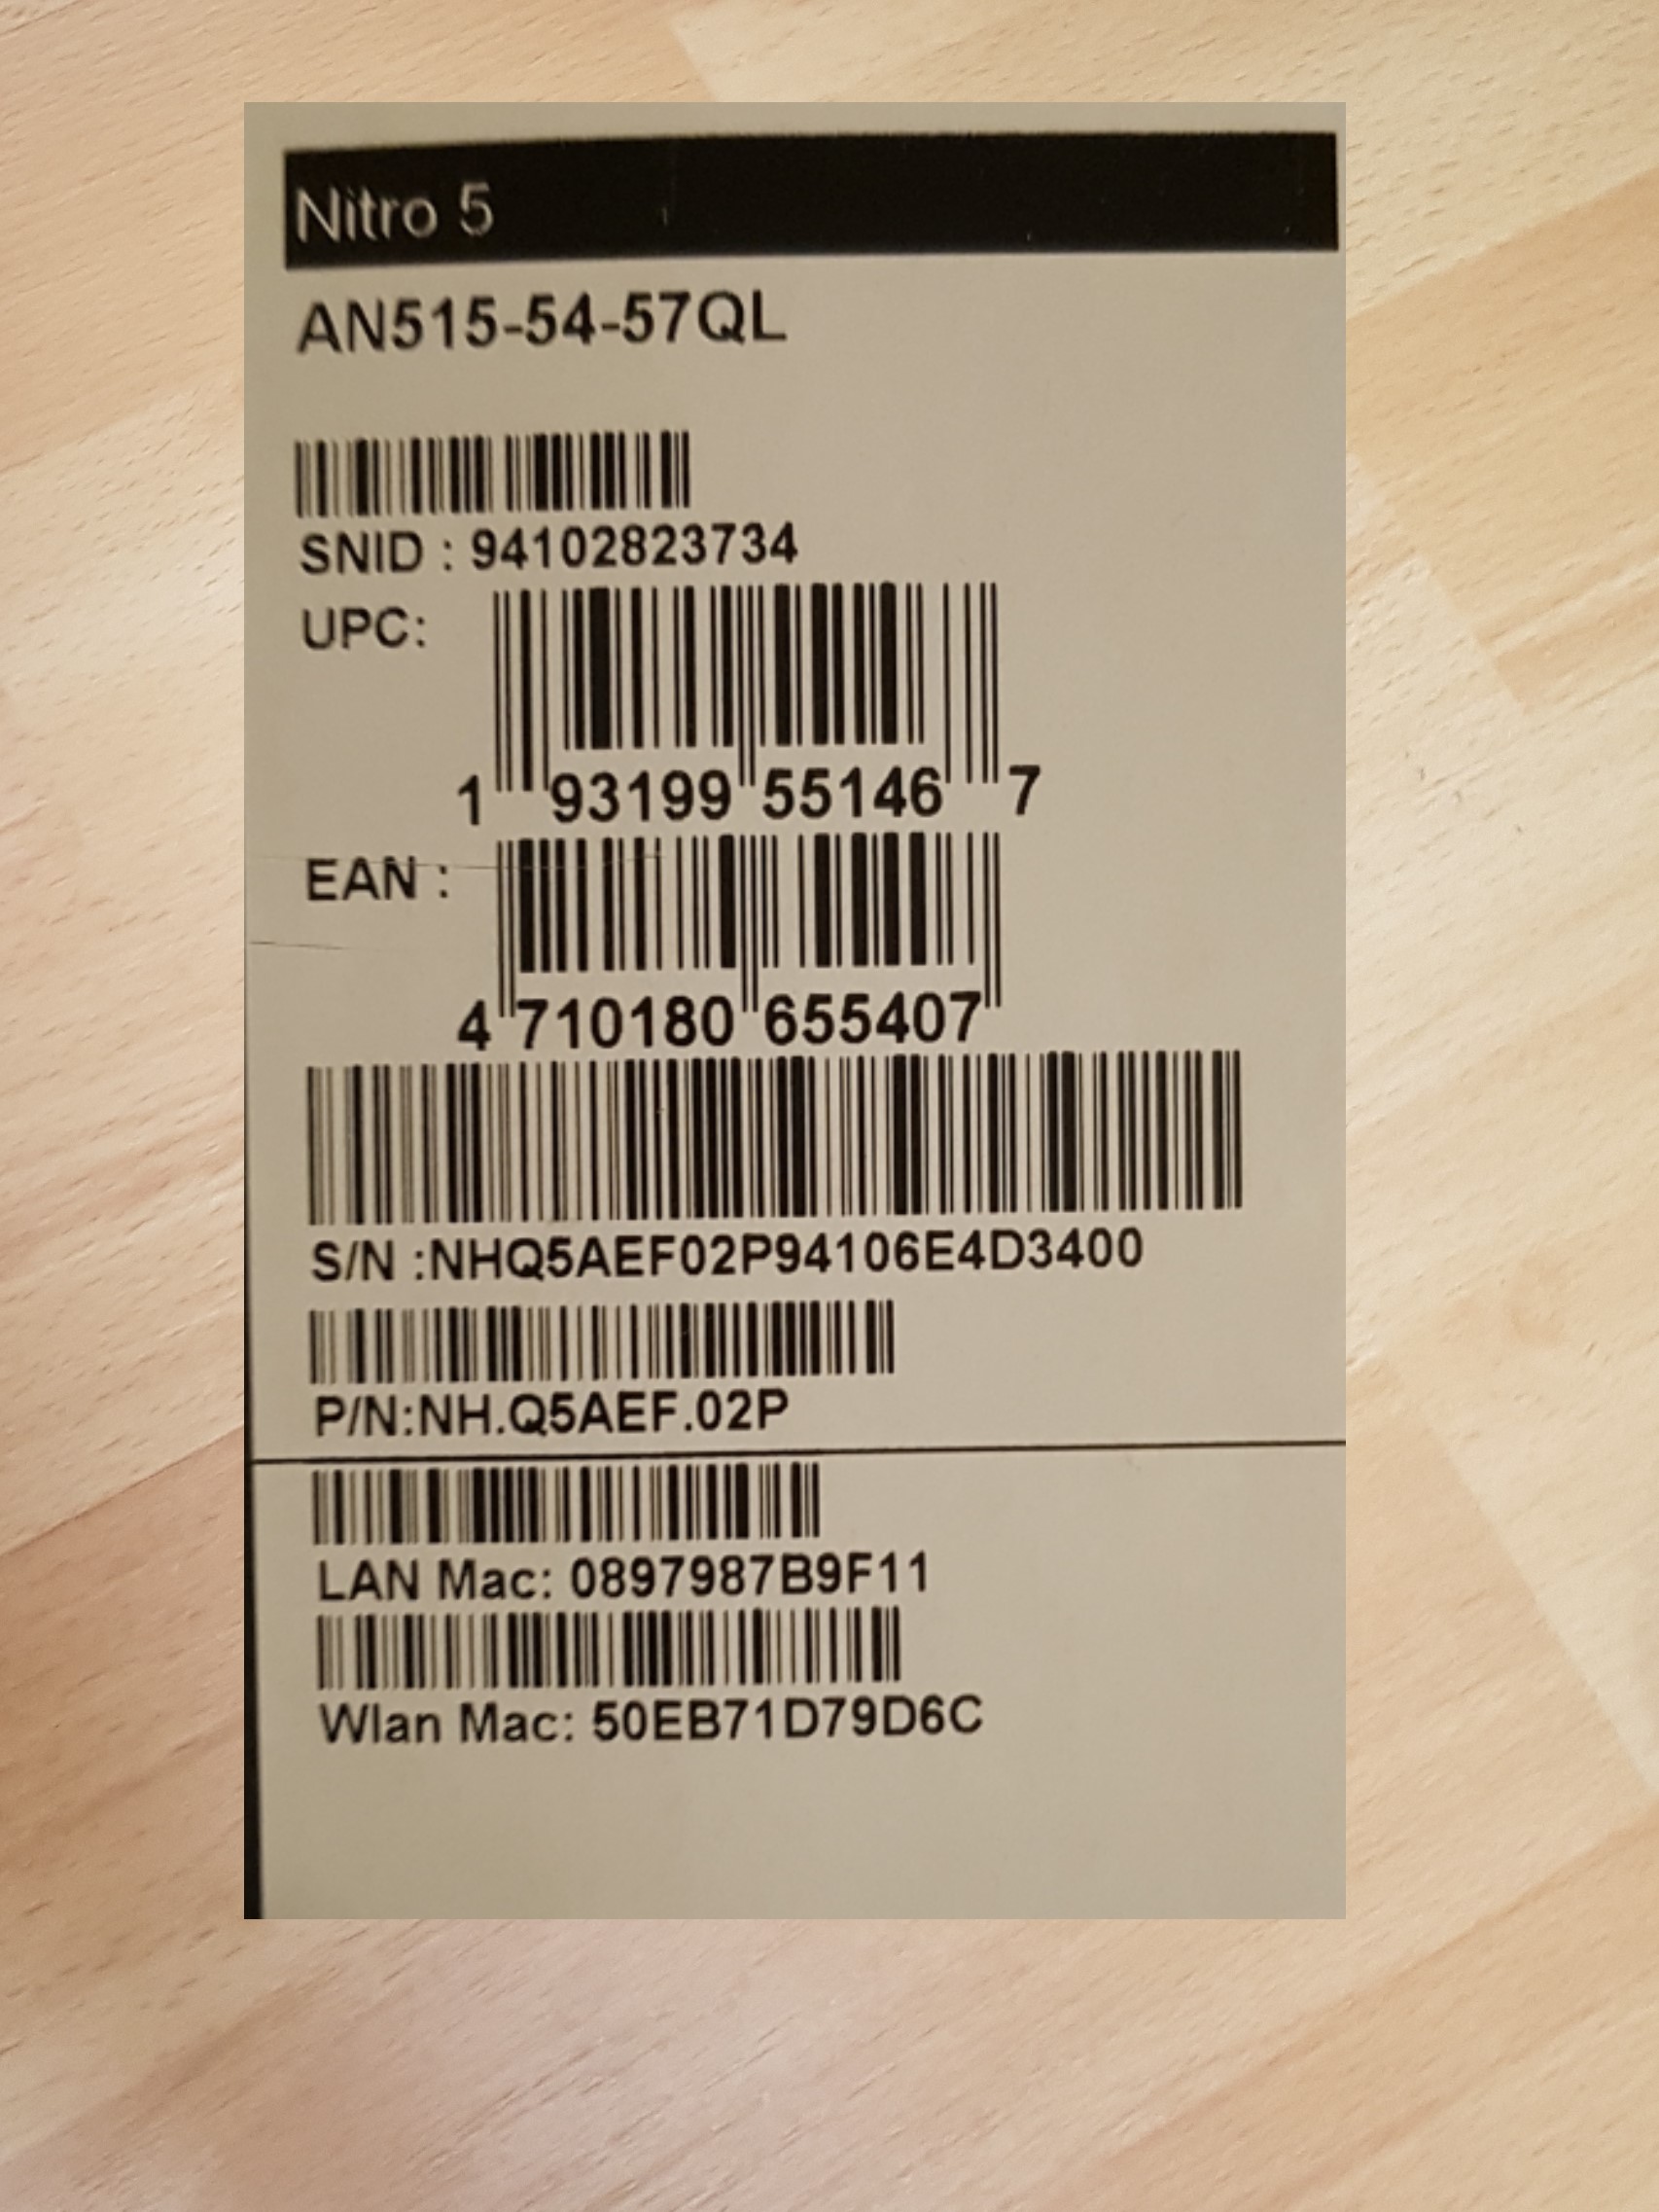 Nitro 5
AN515-54-57QL
SNID : 94102823734
UPC:
1 93199 55146 7
EAN :
4 710180 655407
S/N :NHQ5AEF02P94106E4D3400
P/N:NH.Q5AEF.02P
LAN Mac: 0897987B9F11
Wlan Mac: 50EB71D79D6C